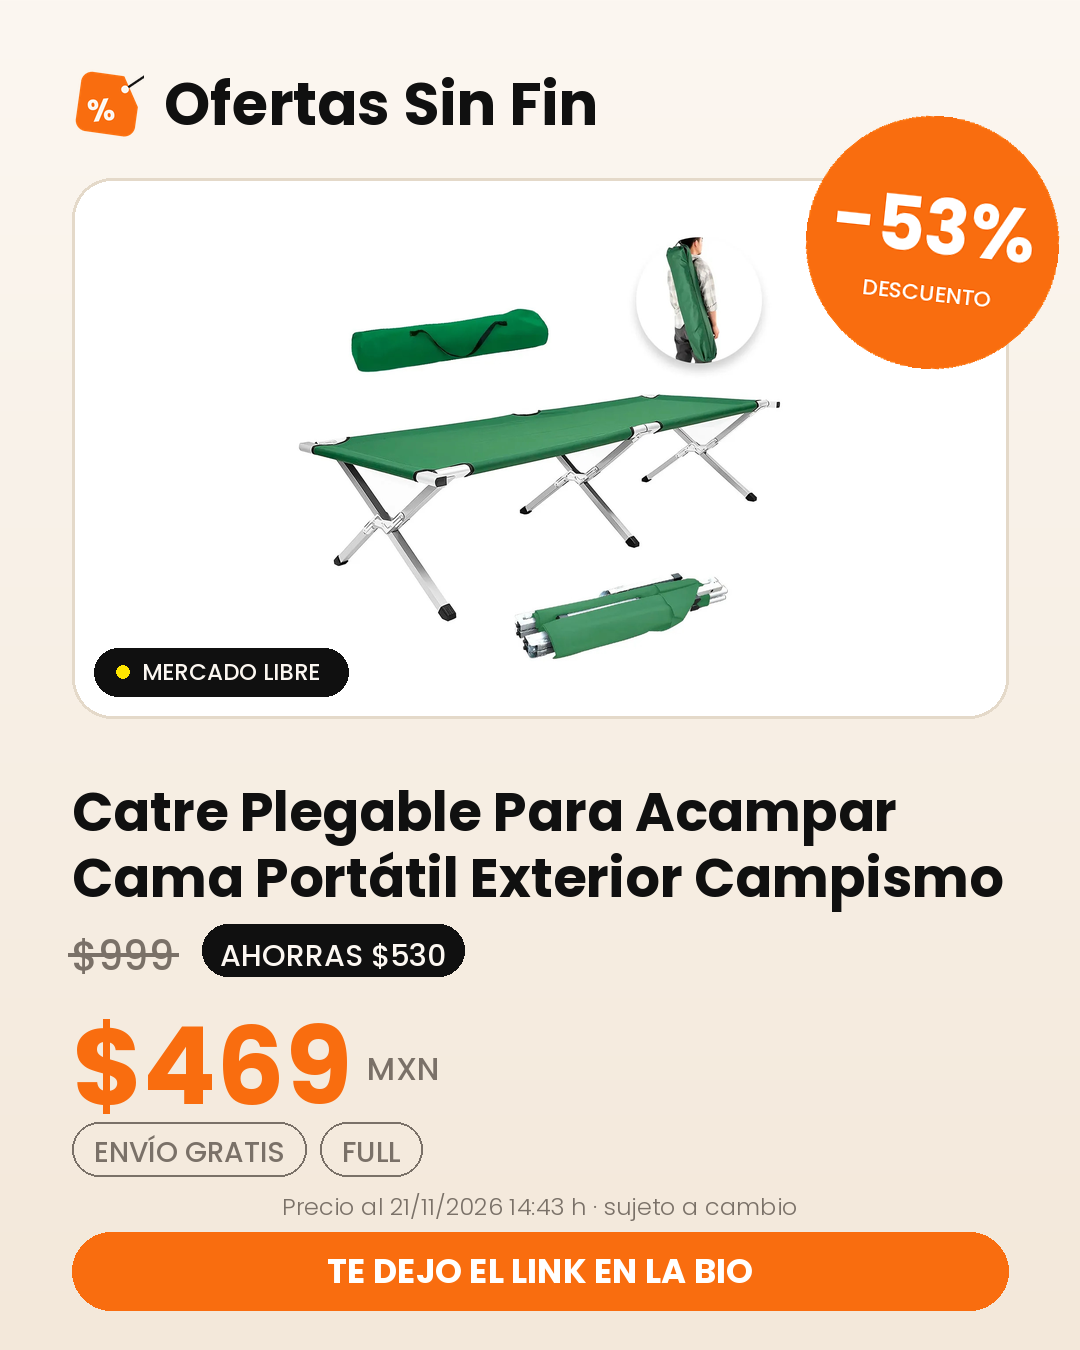 %
Ofertas Sin Fin
-53%
DESCUENTO
MERCADO LIBRE
Catre Plegable Para Acampar
Cama Portátil Exterior Campismo
$999 AHORRAS $530
$469 MXN
ENVÍO GRATIS FULL
Precio al 21/11/2026 14:43 h · sujeto a cambio
TE DEJO EL LINK EN LA BIO